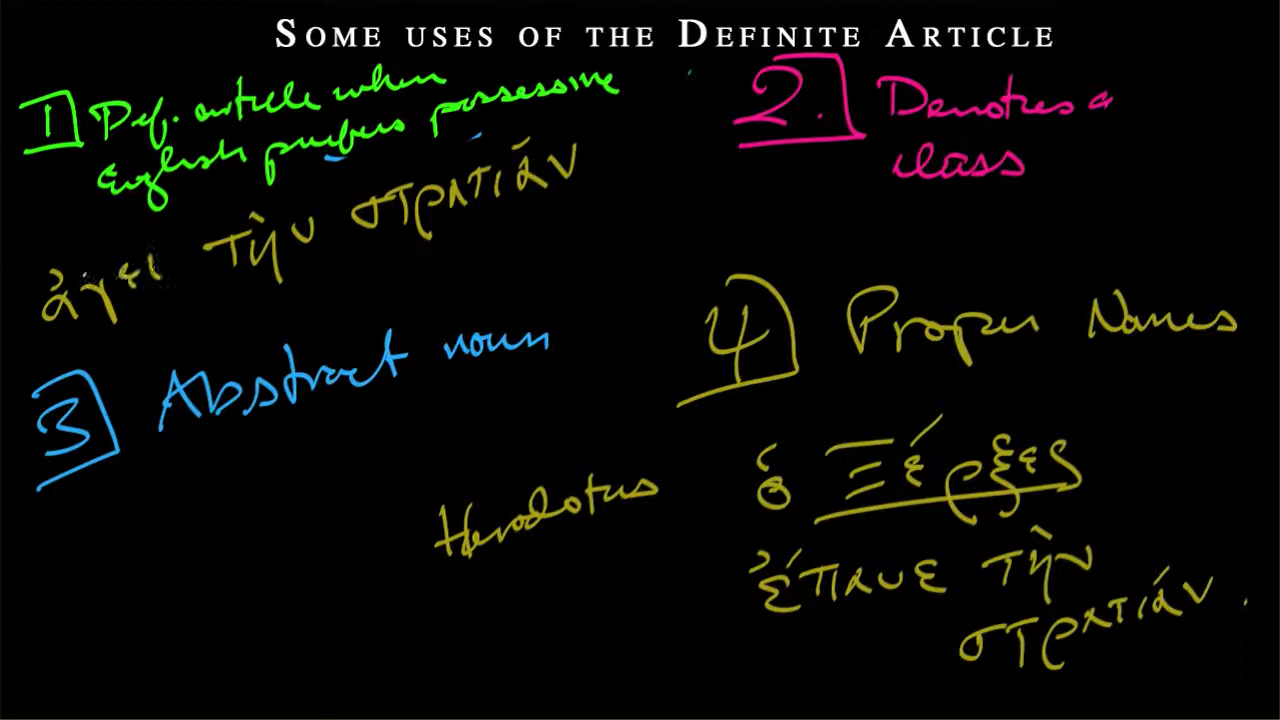 SOME USES OF THE DEFINITE ARTICLE
1 Def. article when
English prefers possessive
ἄγει τὴν στρατιάν
2. Denotes a
class
3 Abstract noun
4 Proper Names
Herodotus
ὁ Ξέρξες
ἔπαυε τὴν
στρατιάν.